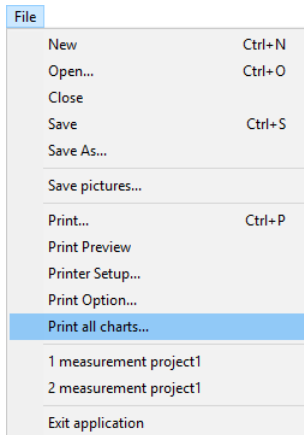 File
New Ctrl+N
Open... Ctrl+O
Close
Save Ctrl+S
Save As...
Save pictures...
Print... Ctrl+P
Print Preview
Printer Setup...
Print Option...
Print all charts...
1 measurement project1
2 measurement project1
Exit application